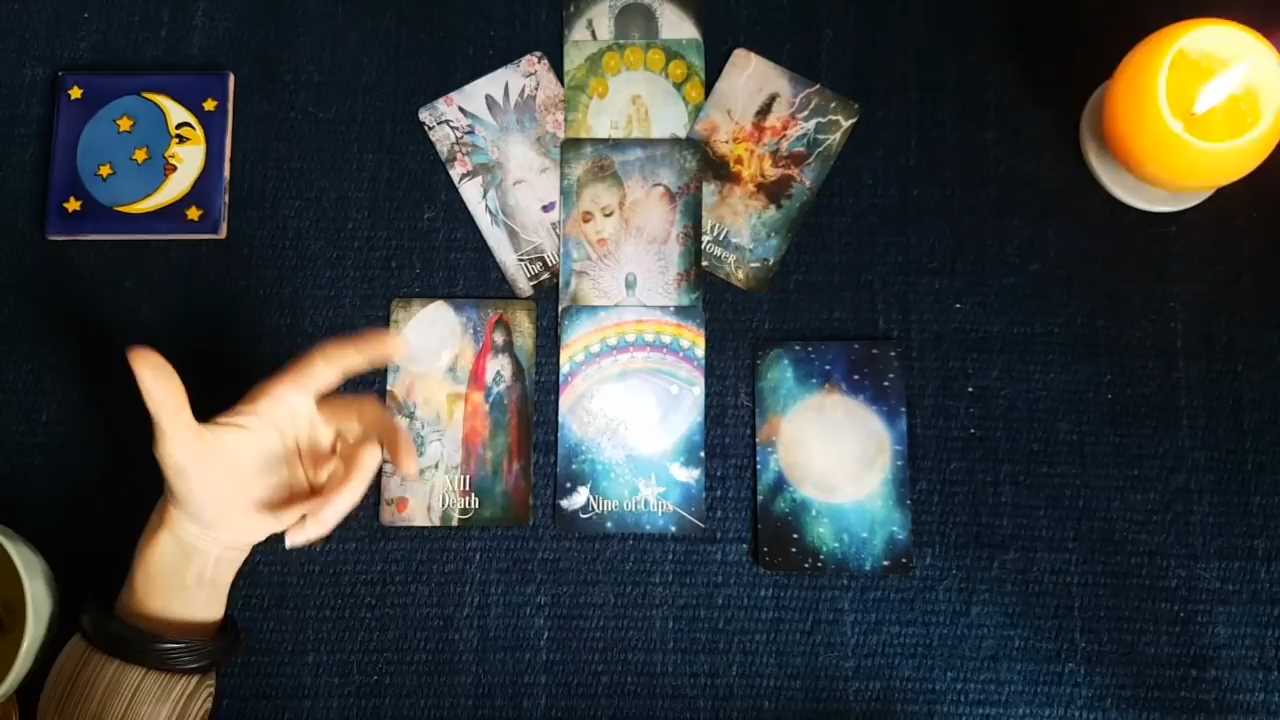 The Hi
XVI
Tower
XIII
Death
Nine of Cups